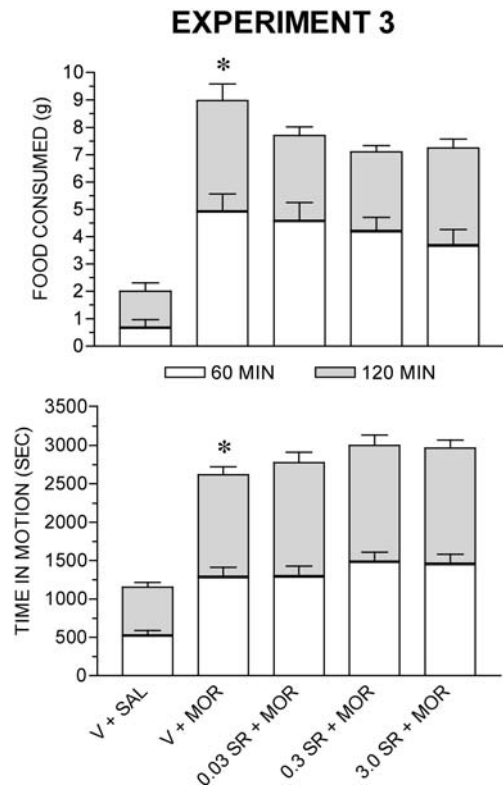 EXPERIMENT 3
FOOD CONSUMED (g)
10
9
8
7
6
5
4
3
2
1
0
*
60 MIN 120 MIN
TIME IN MOTION (SEC)
3500
3000
2500
2000
1500
1000
500
0
*
V + SAL
V + MOR
0.03 SR + MOR
0.3 SR + MOR
3.0 SR + MOR